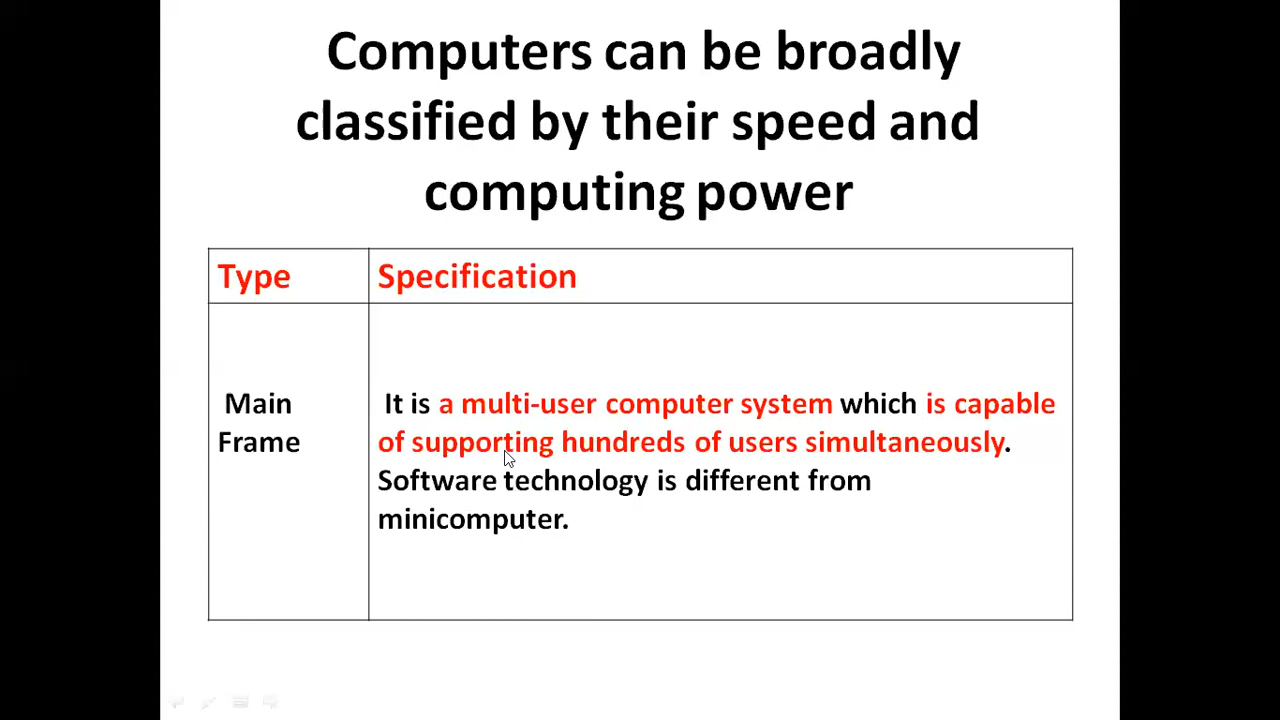 Computers can be broadly
classified by their speed and
computing power
Type
Specification
Main
Frame
It is a multi-user computer system which is capable
of supporting hundreds of users simultaneously.
Software technology is different from
minicomputer.